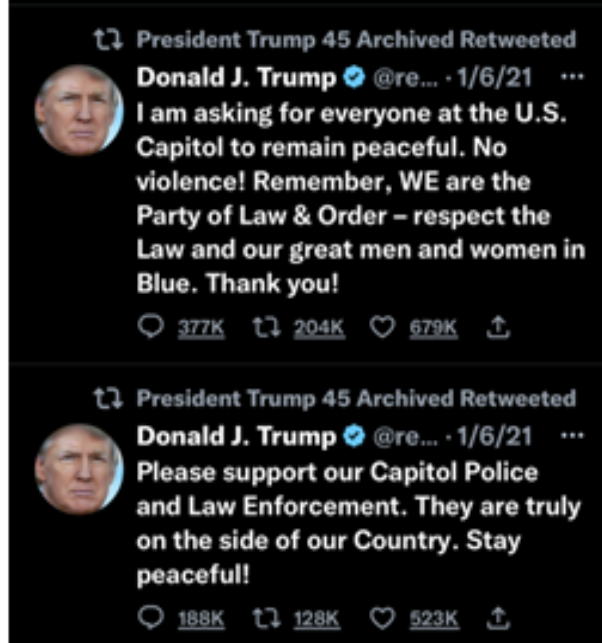 President Trump 45 Archived Retweeted
Donald J. Trump @re... · 1/6/21 ···
I am asking for everyone at the U.S.
Capitol to remain peaceful. No
violence! Remember, WE are the
Party of Law & Order – respect the
Law and our great men and women in
Blue. Thank you!
377K 204K 679K
President Trump 45 Archived Retweeted
Donald J. Trump @re... · 1/6/21 ···
Please support our Capitol Police
and Law Enforcement. They are truly
on the side of our Country. Stay
peaceful!
188K 128K 523K